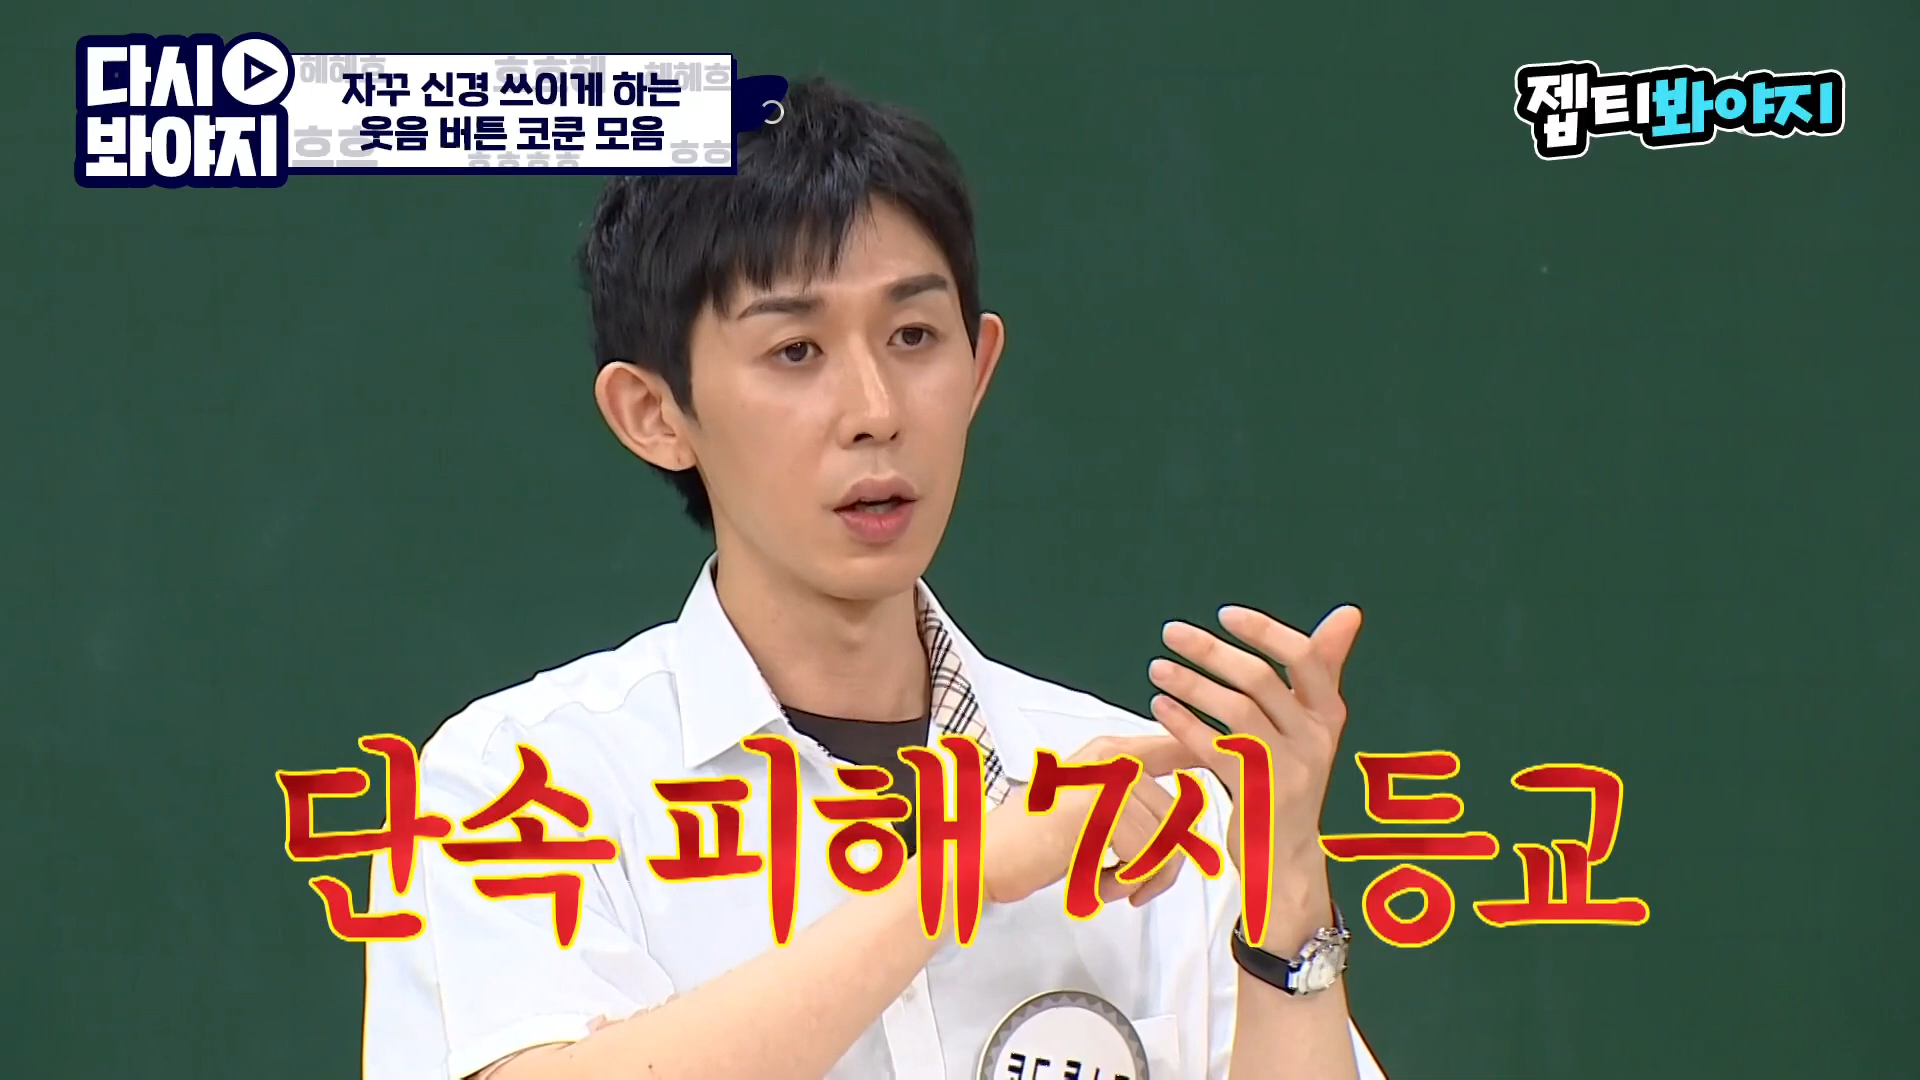 다시
봐야지
자꾸 신경 쓰이게 하는
웃음 버튼 코쿤 모음
젭티봐야지
단속 피해 7시 등교